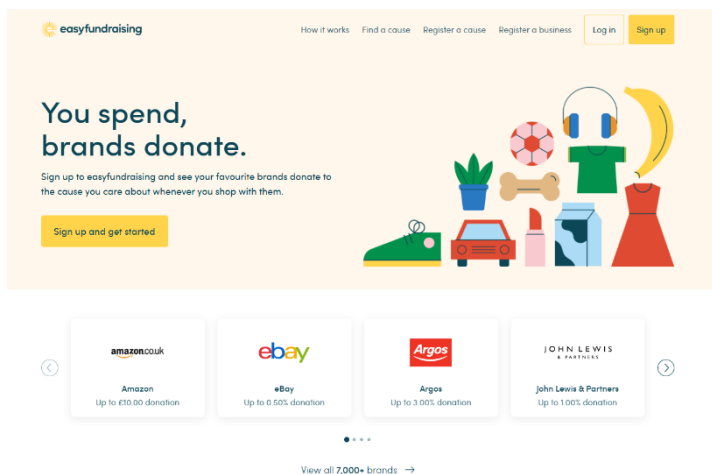 easyfundraising
How it works Find a cause Register a cause Register a business Log in Sign up
You spend,
brands donate.
Sign up to easyfundraising and see your favourite brands donate to
the cause you care about whenever you shop with them.
Sign up and get started
amazon.co.uk
Amazon
Up to £10.00 donation
ebay
eBay
Up to 0.50% donation
Argos
Argos
Up to 3.00% donation
JOHN LEWIS
& PARTNERS
John Lewis & Partners
Up to 1.00% donation
View all 7,000+ brands →